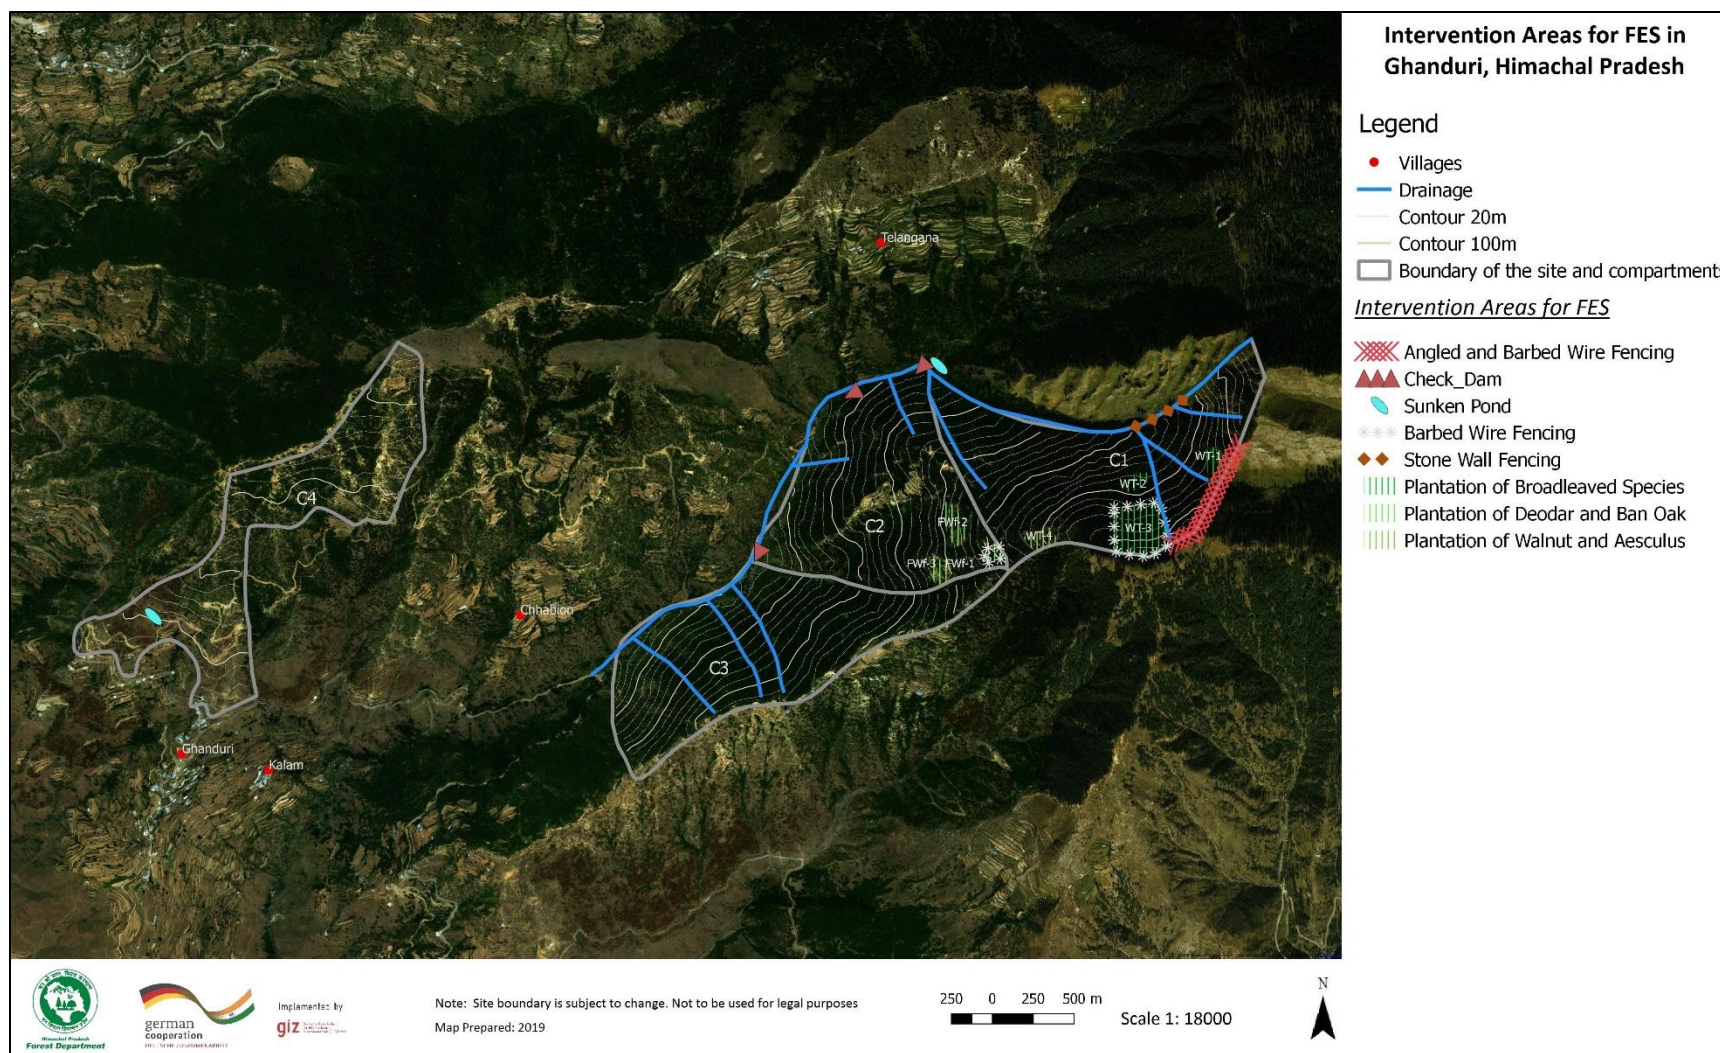 Intervention Areas for FES in
Ghanduri, Himachal Pradesh
Legend
Villages
Drainage
Contour 20m
Contour 100m
Boundary of the site and compartments
Intervention Areas for FES
Angled and Barbed Wire Fencing
Check_Dam
Sunken Pond
Barbed Wire Fencing
Stone Wall Fencing
Plantation of Broadleaved Species
Plantation of Deodar and Ban Oak
Plantation of Walnut and Aesculus
Telangana
C1
WT-1
WT-2
C4
WT-3
C2
FWf-2
WT-4
FWf-3
FWf-1
Chhabion
C3
Ghanduri
Kalam
Himachal Pradesh
Forest Department
german
cooperation
DEUTSCHE ZUSAMMENARBEIT
Implemented by
giz
Note: Site boundary is subject to change. Not to be used for legal purposes
Map Prepared: 2019
250 0 250 500 m
Scale 1: 18000
N